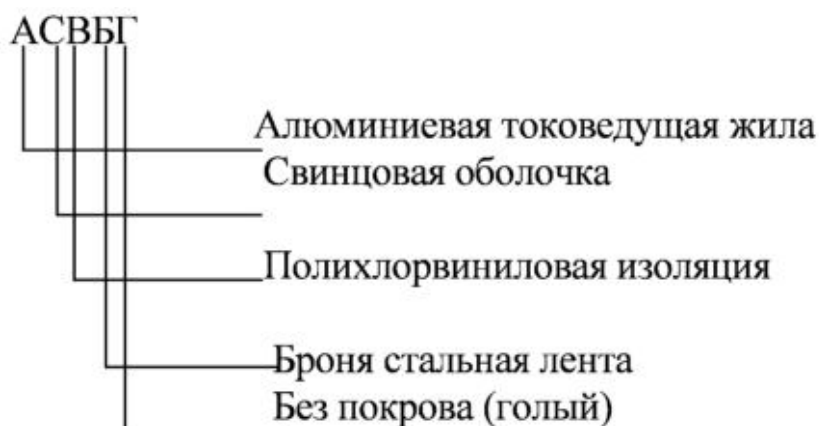 АСВБГ
Алюминиевая токоведущая жила
Свинцовая оболочка
Полихлорвиниловая изоляция
Броня стальная лента
Без покрова (голый)